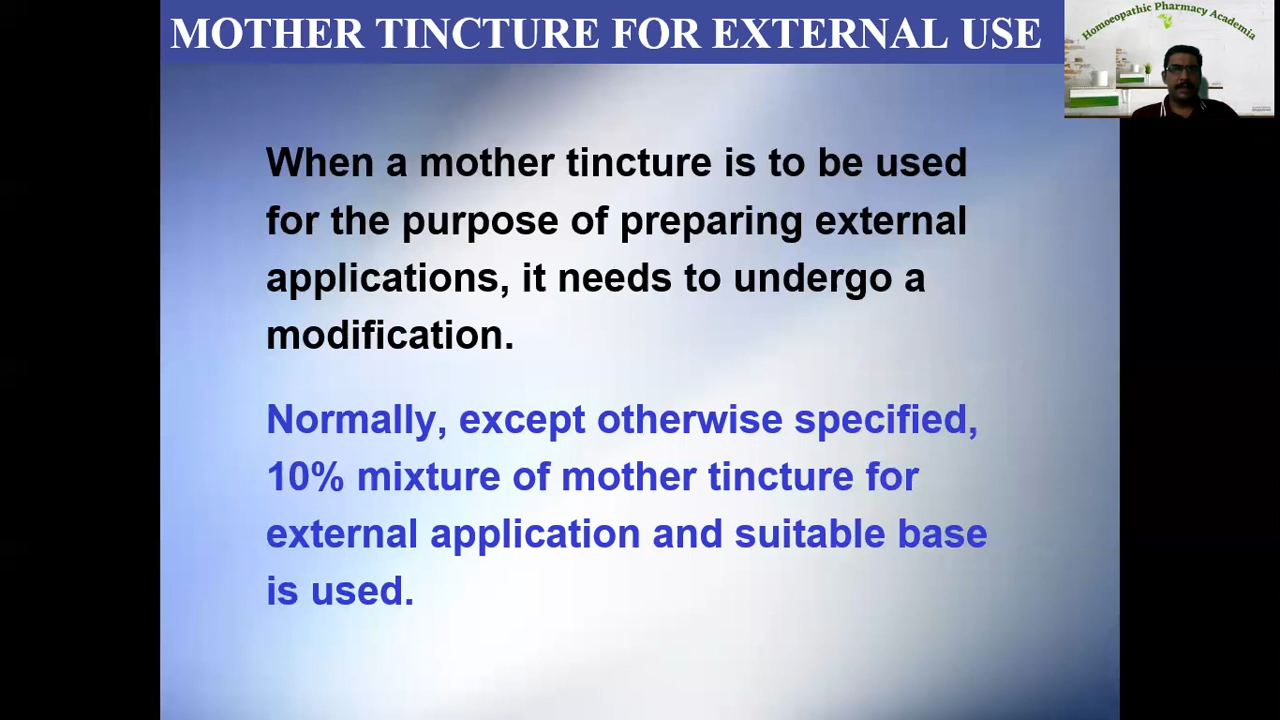 MOTHER TINCTURE FOR EXTERNAL USE
Homoeopathic Pharmacy Academia
When a mother tincture is to be used
for the purpose of preparing external
applications, it needs to undergo a
modification.
Normally, except otherwise specified,
10% mixture of mother tincture for
external application and suitable base
is used.